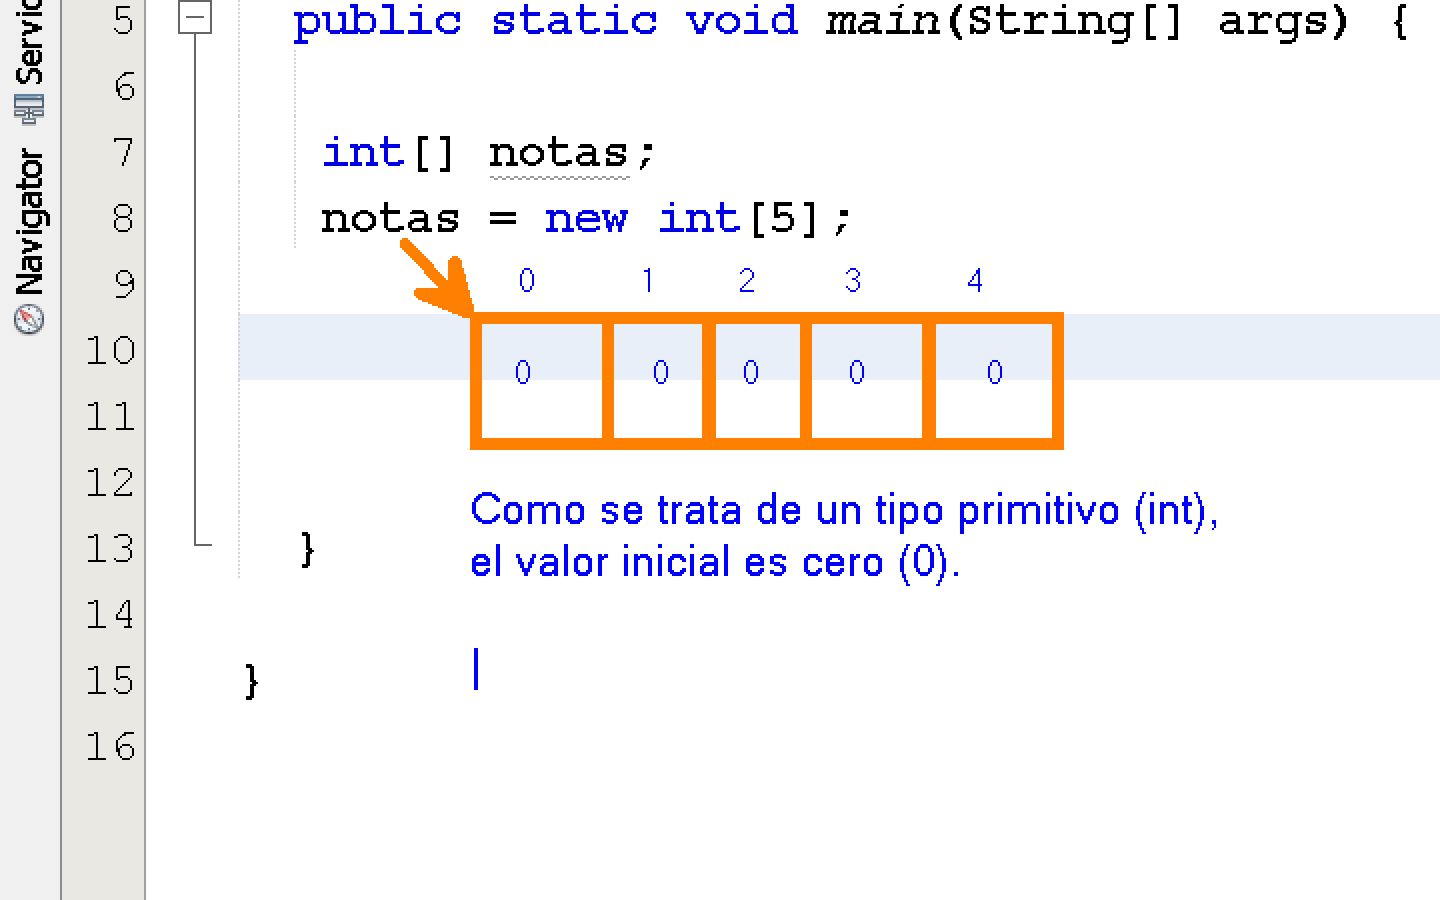 Servic
Navigator
5 public static void main(String[] args) {
6
7 int[] notas;
8 notas = new int[5];
9 0 1 2 3 4
10 0 0 0 0 0
11
12 Como se trata de un tipo primitivo (int),
13 } el valor inicial es cero (0).
14
15 }
16